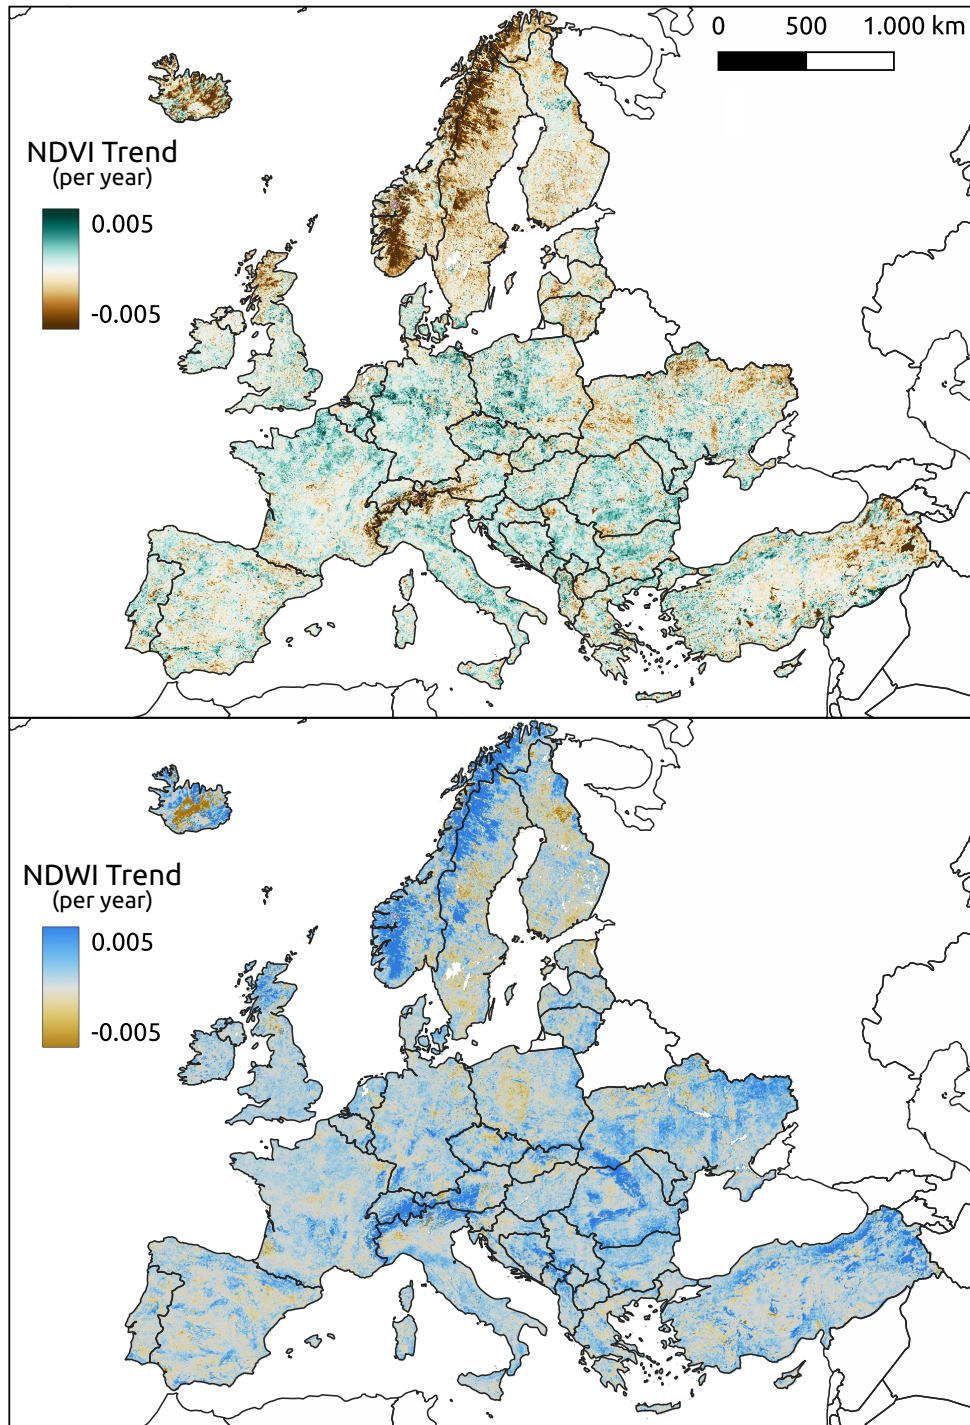 0 500 1.000 km
NDVI Trend
(per year)
0.005
-0.005
NDWI Trend
(per year)
0.005
-0.005